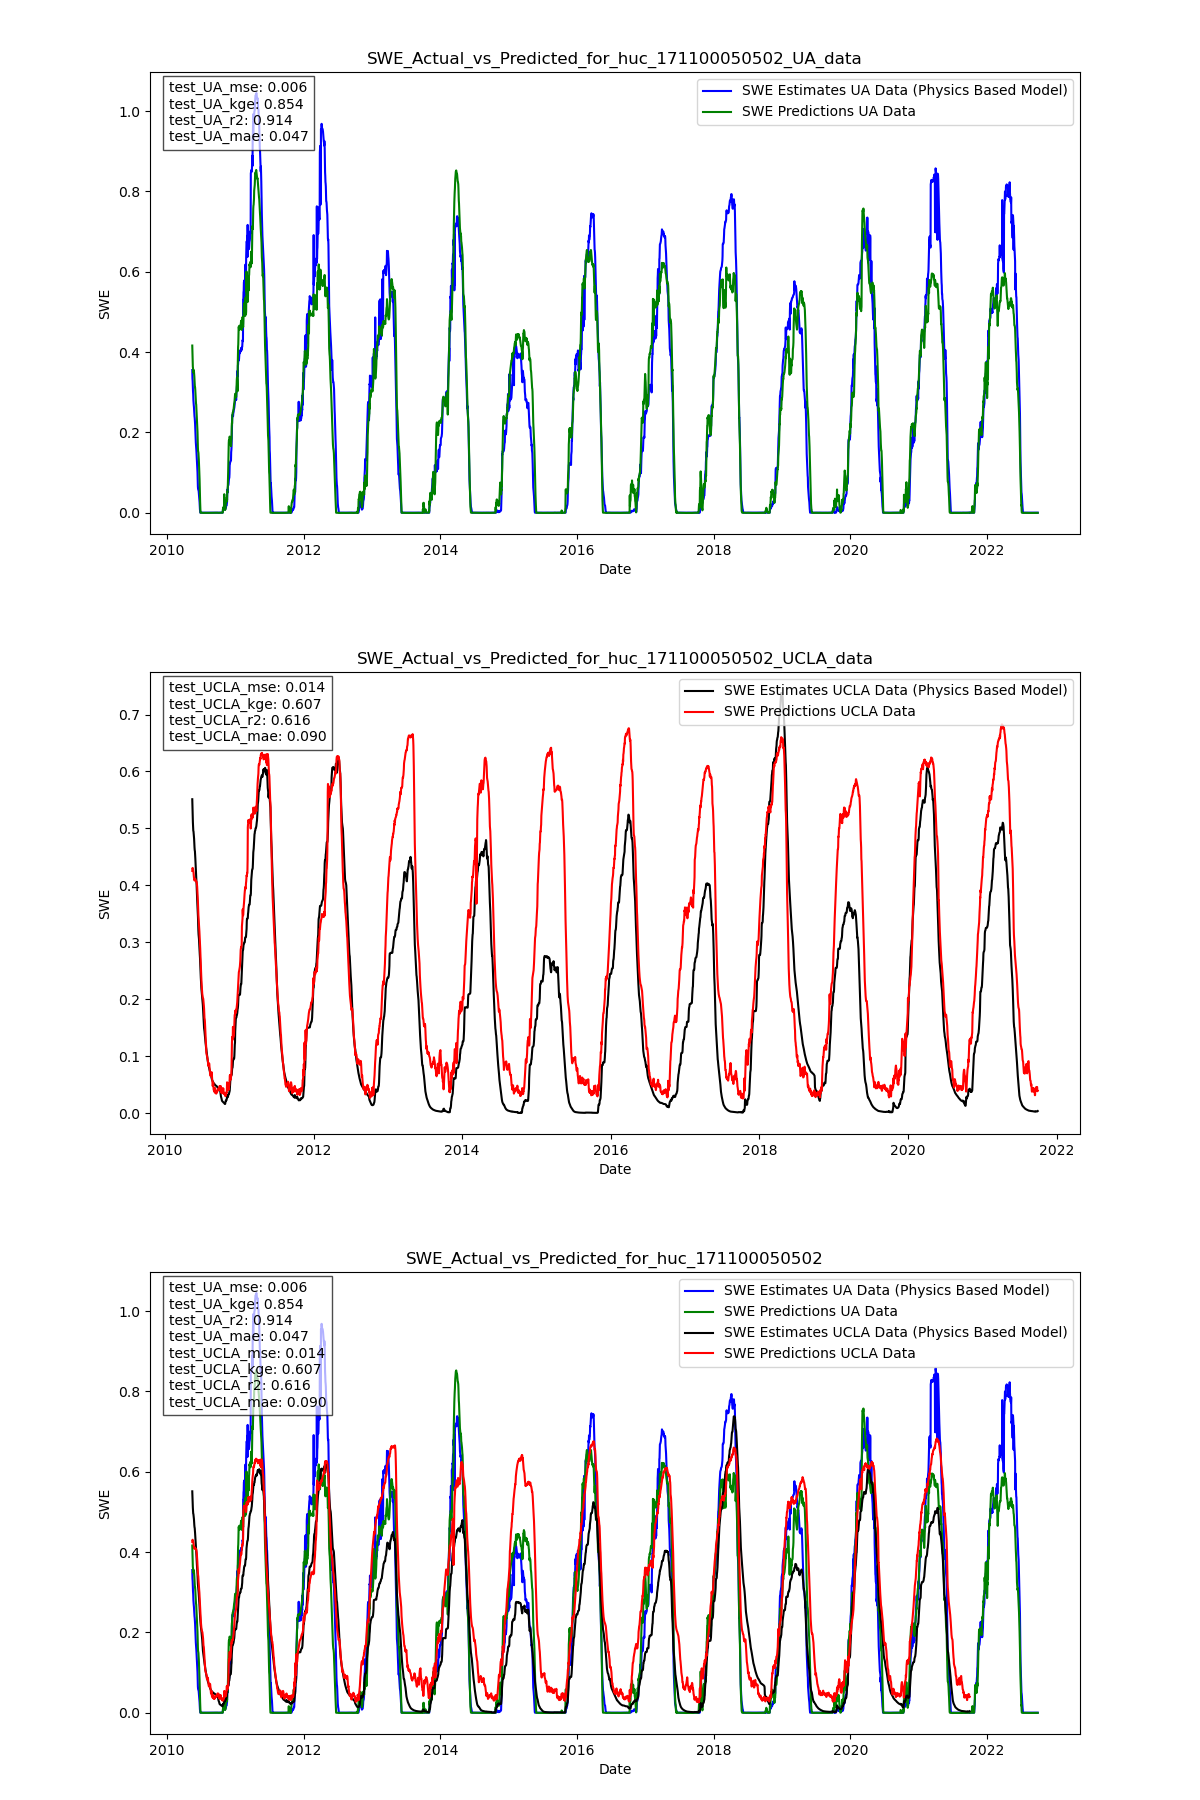 SWE_Actual_vs_Predicted_for_huc_171100050502_UA_data
test_UA_mse: 0.006
test_UA_kge: 0.854
test_UA_r2: 0.914
test_UA_mae: 0.047
SWE Estimates UA Data (Physics Based Model)
SWE Predictions UA Data
1.0
0.8
0.6
0.4
0.2
0.0
SWE
2010 2012 2014 2016 2018 2020 2022
Date
SWE_Actual_vs_Predicted_for_huc_171100050502_UCLA_data
test_UCLA_mse: 0.014
test_UCLA_kge: 0.607
test_UCLA_r2: 0.616
test_UCLA_mae: 0.090
SWE Estimates UCLA Data (Physics Based Model)
SWE Predictions UCLA Data
0.7
0.6
0.5
0.4
0.3
0.2
0.1
0.0
SWE
2010 2012 2014 2016 2018 2020 2022
Date
SWE_Actual_vs_Predicted_for_huc_171100050502
test_UA_mse: 0.006
test_UA_kge: 0.854
test_UA_r2: 0.914
test_UA_mae: 0.047
test_UCLA_mse: 0.014
test_UCLA_kge: 0.607
test_UCLA_r2: 0.616
test_UCLA_mae: 0.090
SWE Estimates UA Data (Physics Based Model)
SWE Predictions UA Data
SWE Estimates UCLA Data (Physics Based Model)
SWE Predictions UCLA Data
1.0
0.8
0.6
0.4
0.2
0.0
SWE
2010 2012 2014 2016 2018 2020 2022
Date